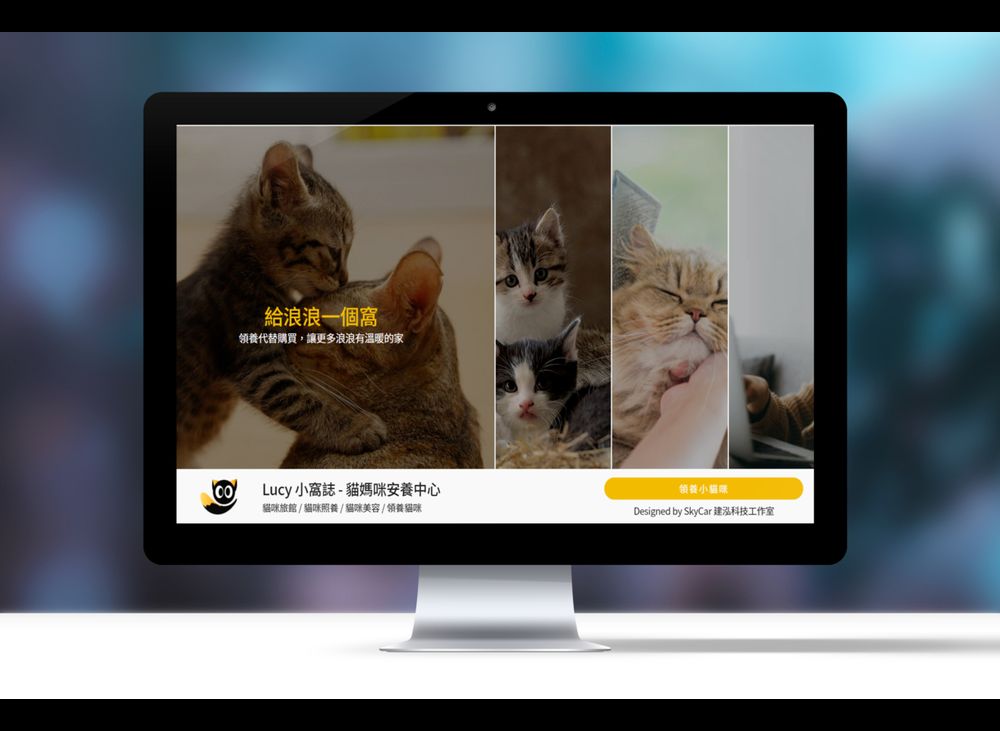 給浪浪一個窩
領養代替購買，讓更多浪浪有溫暖的家
Lucy 小窩誌 - 貓媽咪安養中心
貓咪旅館 / 貓咪照養 / 貓咪美容 / 領養貓咪
領養小貓咪
Designed by SkyCar 建泓科技工作室